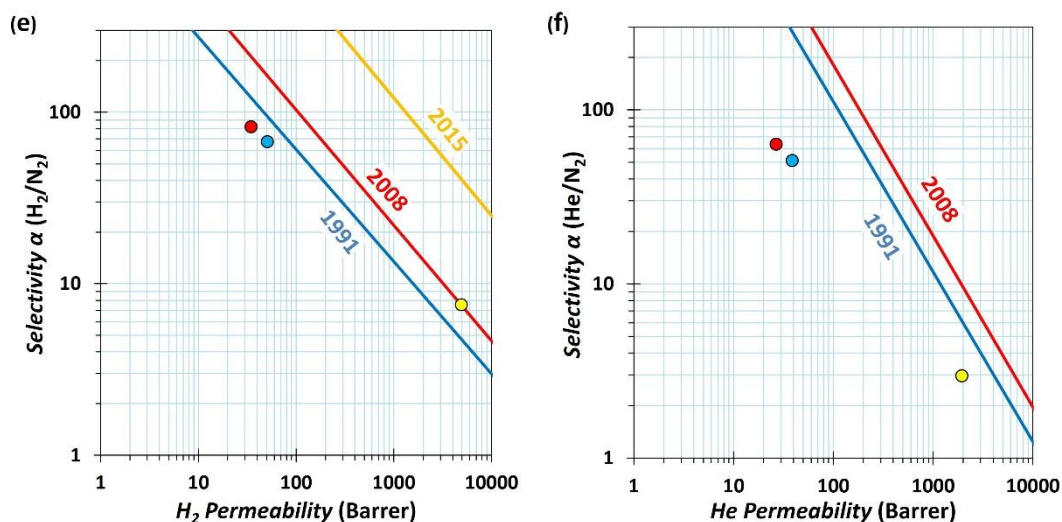 (e)
Selectivity α (H₂/N₂)
100
10
1
2015
2008
1991
1 10 100 1000 10000
H₂ Permeability (Barrer)
(f)
Selectivity α (He/N₂)
100
10
1
2008
1991
1 10 100 1000 10000
He Permeability (Barrer)